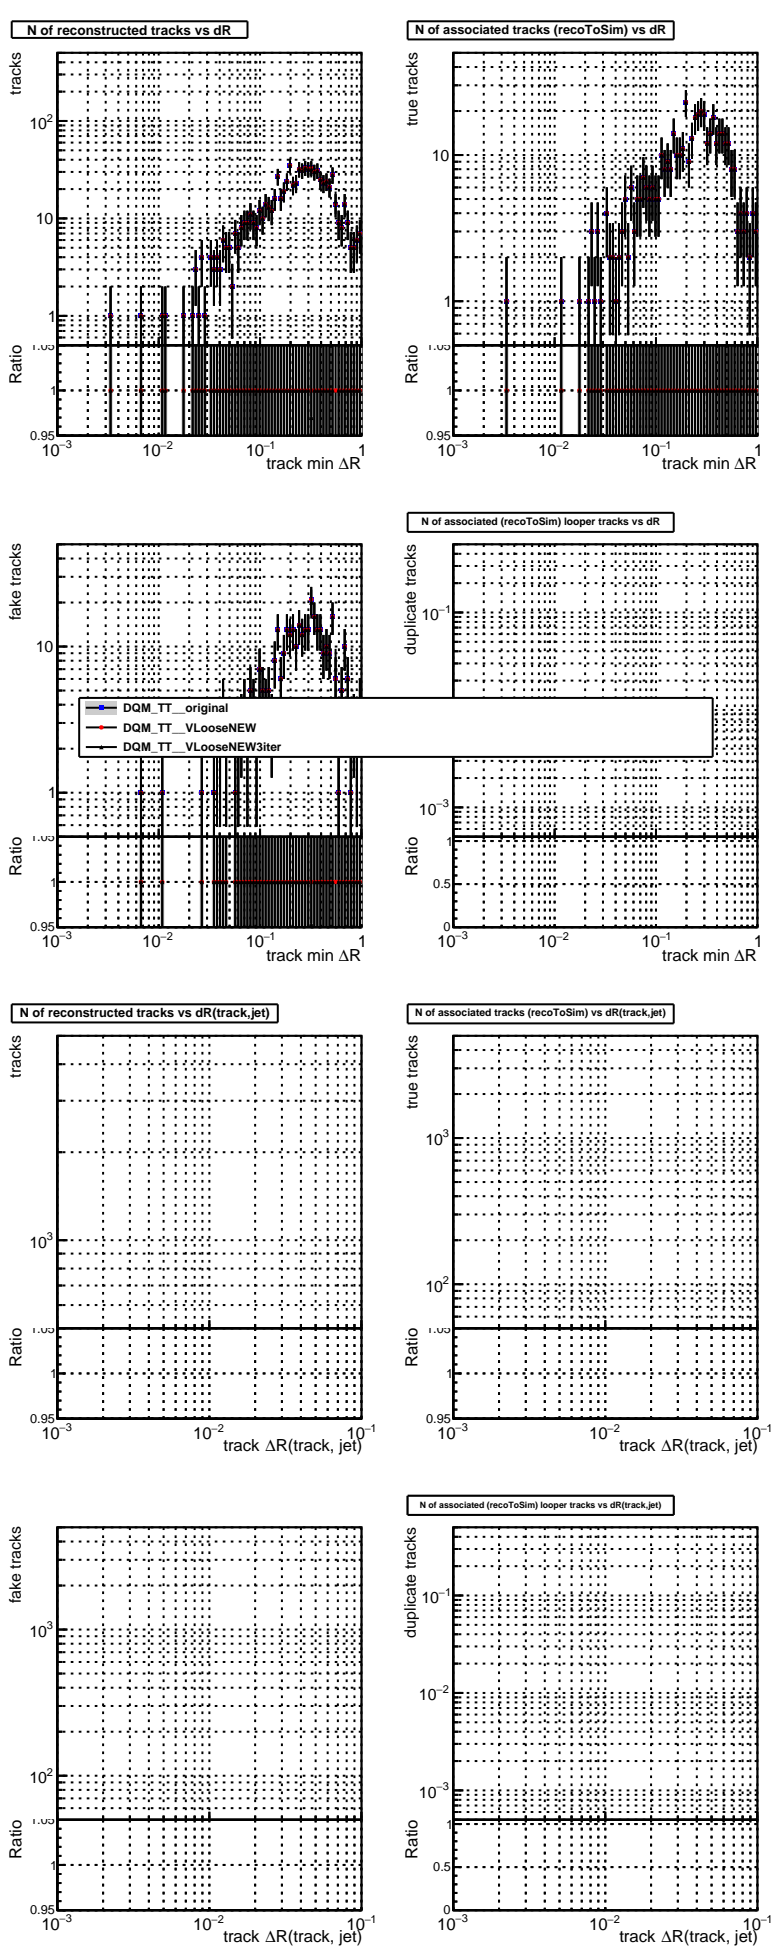 N of reconstructed tracks vs dR
tracks
10²
10
1
1.05
Ratio
1
0.95
10⁻³
10⁻²
10⁻¹
1
track min ΔR
N of associated tracks (recoToSim) vs dR
true tracks
10
1
1.05
Ratio
1
0.95
10⁻³
10⁻²
10⁻¹
1
track min ΔR
fake tracks
10
1
1.05
Ratio
1
0.95
10⁻³
10⁻²
10⁻¹
1
track min ΔR
N of associated (recoToSim) looper tracks vs dR
duplicate tracks
10⁻¹
10⁻³
Ratio
1
0.5
0
10⁻³
10⁻²
10⁻¹
1
track min ΔR
DQM_TT__original
DQM_TT__VLooseNEW
DQM_TT__VLooseNEW3iter
N of reconstructed tracks vs dR(track,jet)
tracks
10³
1.05
Ratio
1
0.95
10⁻³
10⁻²
10⁻¹
track ΔR(track, jet)
N of associated tracks (recoToSim) vs dR(track,jet)
true tracks
10³
10²
1.05
Ratio
1
0.95
10⁻³
10⁻²
10⁻¹
track ΔR(track, jet)
fake tracks
10³
10²
1.05
Ratio
1
0.95
10⁻³
10⁻²
10⁻¹
track ΔR(track, jet)
N of associated (recoToSim) looper tracks vs dR(track,jet)
duplicate tracks
10⁻¹
10⁻²
10⁻³
Ratio
1
0.5
0
10⁻³
10⁻²
10⁻¹
track ΔR(track, jet)